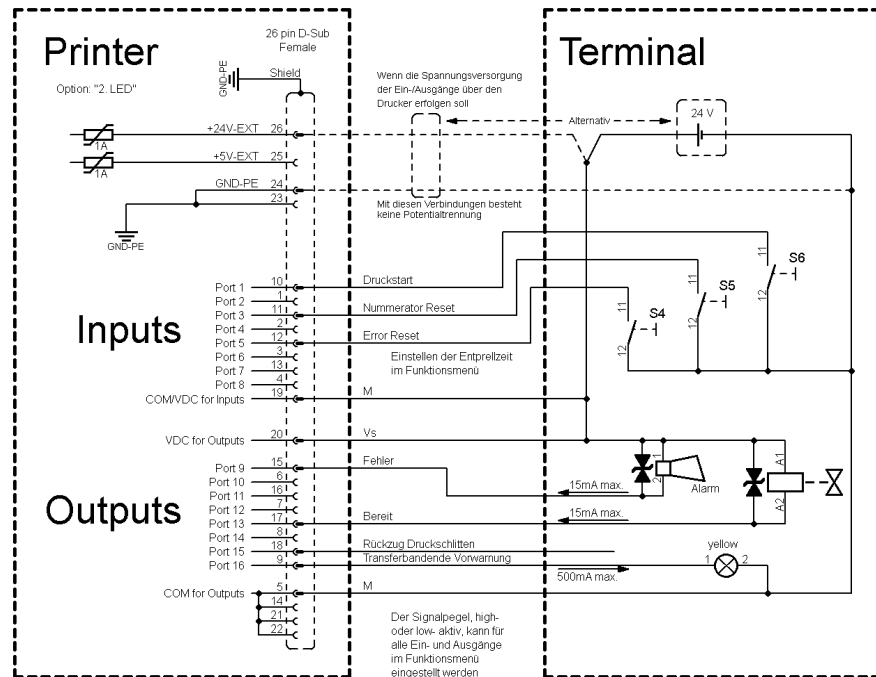 Printer
26 pin D-Sub
Female
Terminal
Shield
GND-PE
Option: "2. LED"
Wenn die Spannungsversorgung
der Ein-/Ausgänge über den
Drucker erfolgen soll
Alternativ
24 V
+24V-EXT 26
1A
+5V-EXT 25
1A
GND-PE 24
23
GND-PE
Mit diesen Verbindungen besteht
keine Potentialtrennung
11
S6
12
11
S5
12
11
S4
12
Inputs
Port 1 10 Druckstart
Port 2 1
Port 3 11 Nummerator Reset
Port 4 2
Port 5 12 Error Reset
Port 6 3
Port 7 13
Port 8 4
COM/VDC for Inputs 19 M
Einstellen der Entprellzeit
im Funktionsmenü
VDC for Outputs 20 Vs
Outputs
Port 9 15 Fehler
Port 10 6
Port 11 16
Port 12 7
Port 13 17 Bereit
Port 14 8
Port 15 18 Rückzug Druckschlitten
Port 16 9 Transferbandende Vorwarnung
COM for Outputs 5 M
14
21
22
15mA max.
15mA max.
500mA max.
1
2
Alarm
A1
A2
yellow
1 2
Der Signalpegel, high-
oder low- aktiv, kann für
alle Ein- und Ausgänge
im Funktionsmenü
eingestellt werden